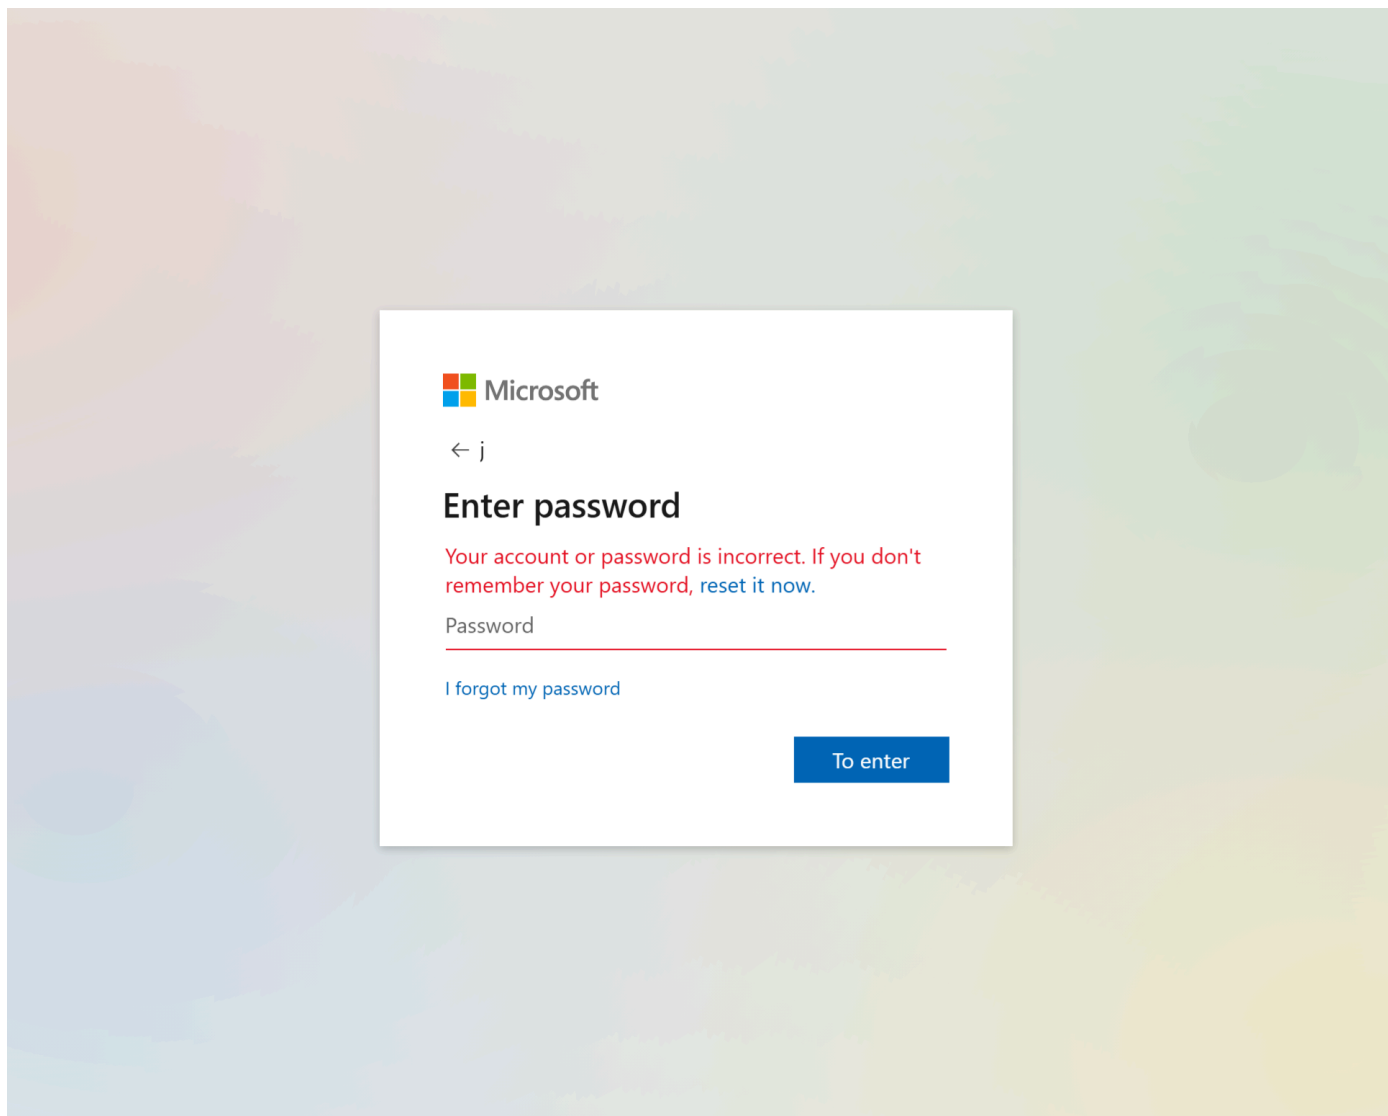 Microsoft
← j
Enter password
Your account or password is incorrect. If you don't
remember your password, reset it now.
Password
I forgot my password
To enter